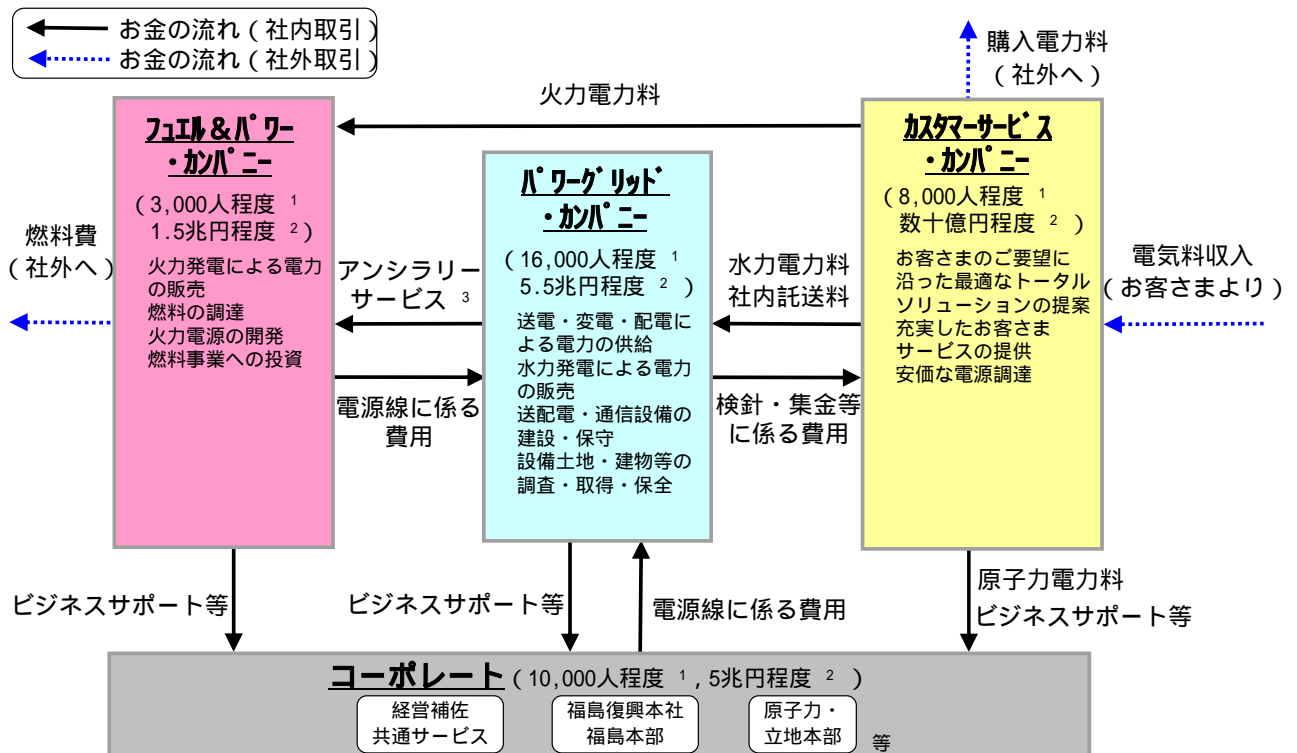 お金の流れ(社内取引)
お金の流れ(社外取引)
購入電力料
(社外へ)
火力電力料
フュエル&パワー
・カンパニー
(3,000人程度 1
1.5兆円程度 2 )
火力発電による電力
の販売
燃料の調達
火力電源の開発
燃料事業への投資
燃料費
(社外へ)
アンシラリー
サービス 3
電源線に係る
費用
パワーグリッド
・カンパニー
(16,000人程度 1
5.5兆円程度 2 )
送電・変電・配電に
よる電力の供給
水力発電による電力
の販売
送配電・通信設備の
建設・保守
設備土地・建物等の
調査・取得・保全
水力電力料
社内託送料
検針・集金等
に係る費用
カスタマーサービス
・カンパニー
(8,000人程度 1
数十億円程度 2 )
お客さまのご要望に
沿った最適なトータル
ソリューションの提案
充実したお客さま
サービスの提供
安価な電源調達
電気料収入
(お客さまより)
ビジネスサポート等
ビジネスサポート等
電源線に係る費用
原子力電力料
ビジネスサポート等
コーポレート(10,000人程度 1 , 5兆円程度 2 )
経営補佐
共通サービス
福島復興本社
福島本部
原子力・
立地本部
等